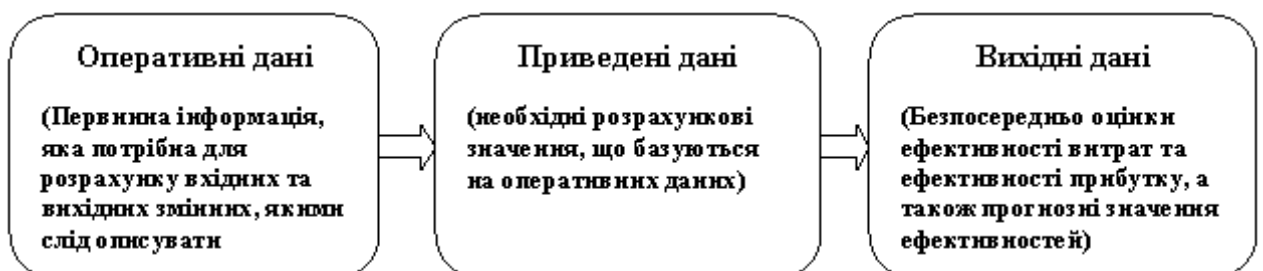 Оперативні дані
(Первинна інформація,
яка потрібна для
розрахунку вхідних та
вихідних змінних, якими
слід описувати
Приведені дані
(необхідні розрахункові
значення, що базуються
на оперативних даних)
Вихідні дані
(Безпосередньо оцінки
ефективності витрат та
ефективності прибутку, а
також прогнозні значення
ефективностей)